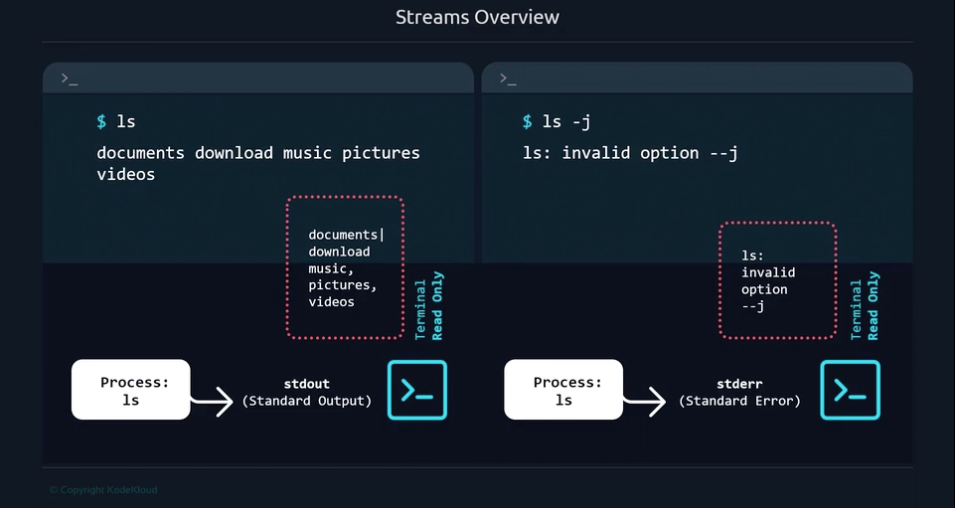 Streams Overview
>_
$ ls
documents download music pictures
videos
documents|
download
music,
pictures,
videos
Terminal
Read Only
Process:
ls
stdout
(Standard Output)
>_
>_
$ ls -j
ls: invalid option --j
ls:
invalid
option
--j
Terminal
Read Only
Process:
ls
stderr
(Standard Error)
>_
© Copyright KodeKloud